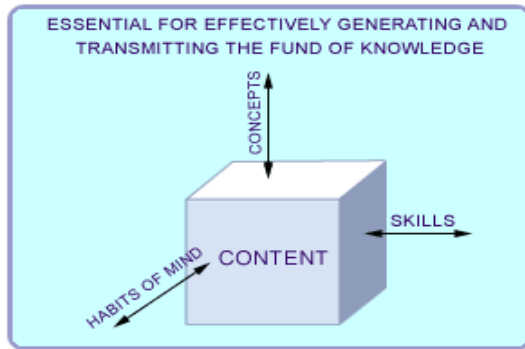 ESSENTIAL FOR EFFECTIVELY GENERATING AND
TRANSMITTING THE FUND OF KNOWLEDGE
CONCEPTS
SKILLS
CONTENT
HABITS OF MIND